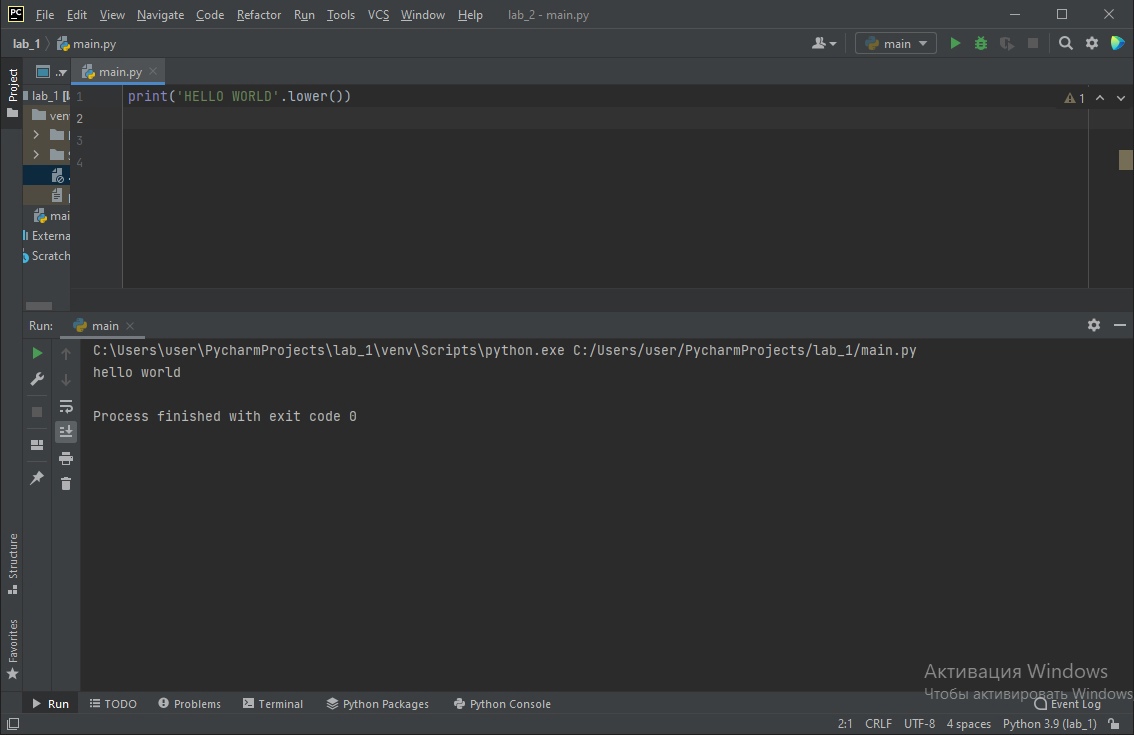 PC File Edit View Navigate Code Refactor Run Tools VCS Window Help lab_2 - main.py
lab_1 main.py main
Project
.. main.py
lab_1 [l
ven
mai
Externa
Scratch
1 print('HELLO WORLD'.lower())
2
3
4
1
Run: main
C:\Users\user\PycharmProjects\lab_1\venv\Scripts\python.exe C:/Users/user/PycharmProjects/lab_1/main.py
hello world
Process finished with exit code 0
Structure
Favorites
Активация Windows
Чтобы активировать Windows
Run TODO Problems Terminal Python Packages Python Console Event Log
2:1 CRLF UTF-8 4 spaces Python 3.9 (lab_1)